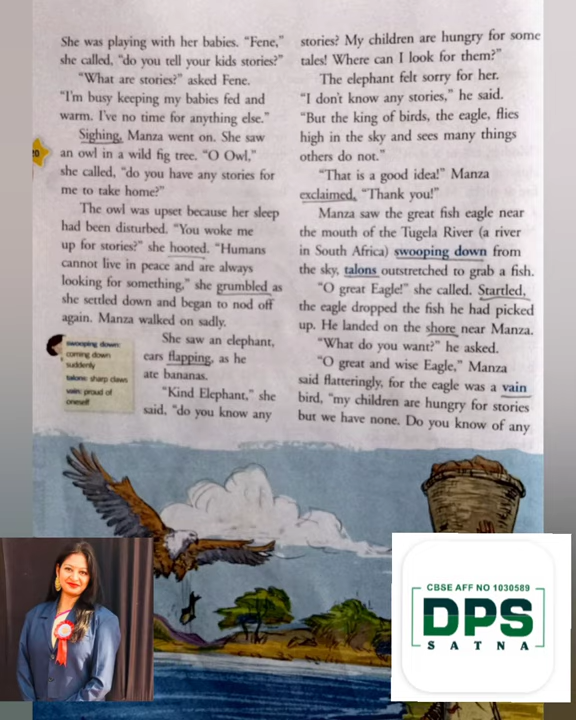 She was playing with her babies. “Fene,”
she called, “do you tell your kids stories?”
“What are stories?” asked Fene.
“I’m busy keeping my babies fed and
warm. I’ve no time for anything else.”
Sighing, Manza went on. She saw
an owl in a wild fig tree. “O Owl,”
she called, “do you have any stories for
me to take home?”
The owl was upset because her sleep
had been disturbed. “You woke me
up for stories?” she hooted. “Humans
cannot live in peace and are always
looking for something,” she grumbled as
she settled down and began to nod off
again. Manza walked on sadly.
She saw an elephant,
ears flapping, as he
ate bananas.
“Kind Elephant,” she
said, “do you know any
swooping down:
coming down
suddenly
talons: sharp claws
vain: proud of
oneself
stories? My children are hungry for some
tales! Where can I look for them?”
The elephant felt sorry for her.
“I don’t know any stories,” he said.
“But the king of birds, the eagle, flies
high in the sky and sees many things
others do not.”
“That is a good idea!” Manza
exclaimed, “Thank you!”
Manza saw the great fish eagle near
the mouth of the Tugela River (a river
in South Africa) swooping down from
the sky, talons outstretched to grab a fish.
“O great Eagle!” she called. Startled,
the eagle dropped the fish he had picked
up. He landed on the shore near Manza.
“What do you want?” he asked.
“O great and wise Eagle,” Manza
said flatteringly, for the eagle was a vain
bird, “my children are hungry for stories
but we have none. Do you know of any
CBSE AFF NO 1030589
DPS
SATNA